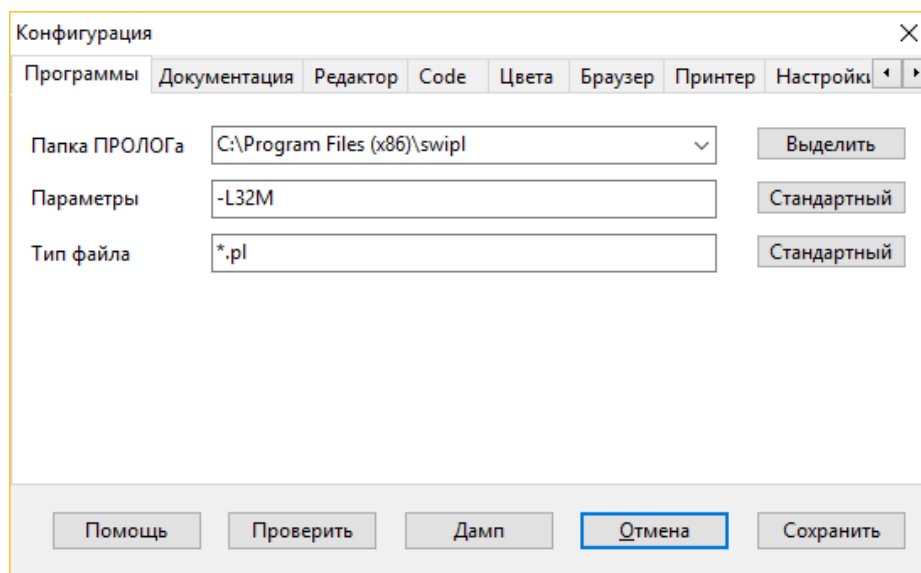 Конфигурация
Программы Документация Редактор Code Цвета Браузер Принтер Настройки
Папка ПРОЛОГа C:\Program Files (x86)\swipl Выделить
Параметры -L32M Стандартный
Тип файла *.pl Стандартный
Помощь Проверить Дамп Отмена Сохранить